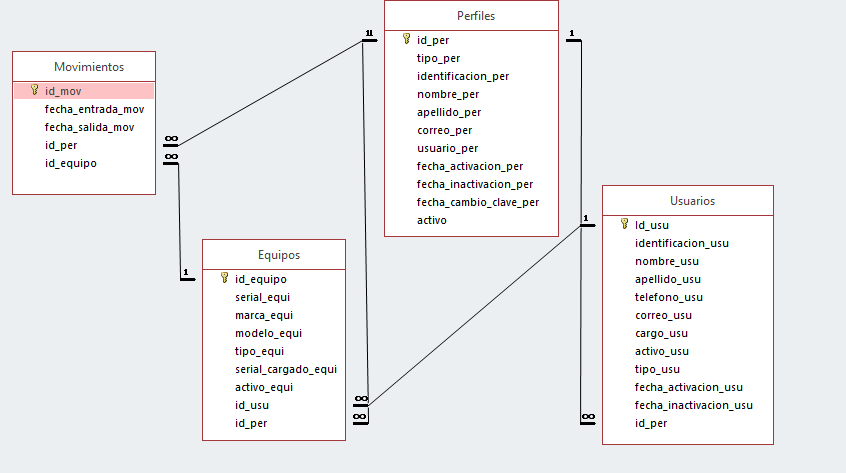 Movimientos
id_mov
fecha_entrada_mov
fecha_salida_mov
id_per
id_equipo
∞
∞
1
Equipos
id_equipo
serial_equi
marca_equi
modelo_equi
tipo_equi
serial_cargado_equi
activo_equi
id_usu
id_per
∞
∞
11
Perfiles
id_per
tipo_per
identificacion_per
nombre_per
apellido_per
correo_per
usuario_per
fecha_activacion_per
fecha_inactivacion_per
fecha_cambio_clave_per
activo
1
1
∞
Usuarios
Id_usu
identificacion_usu
nombre_usu
apellido_usu
telefono_usu
correo_usu
cargo_usu
activo_usu
tipo_usu
fecha_activacion_usu
fecha_inactivacion_usu
id_per